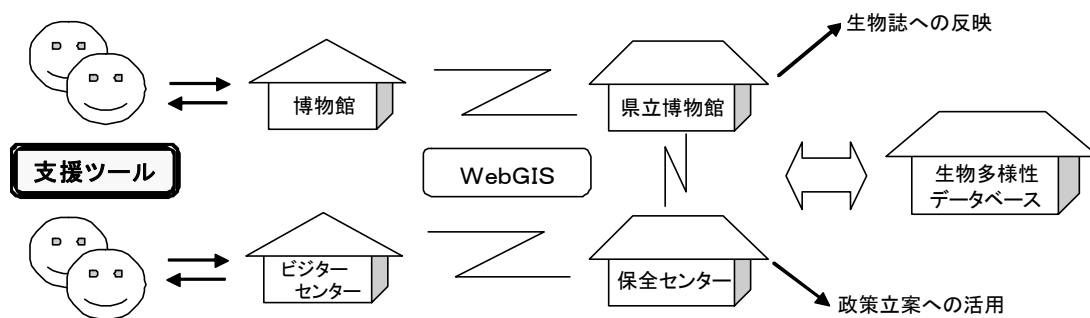 生物誌への反映
博物館
県立博物館
支援ツール
WebGIS
生物多様性
データベース
ビジター
センター
保全センター
政策立案への活用